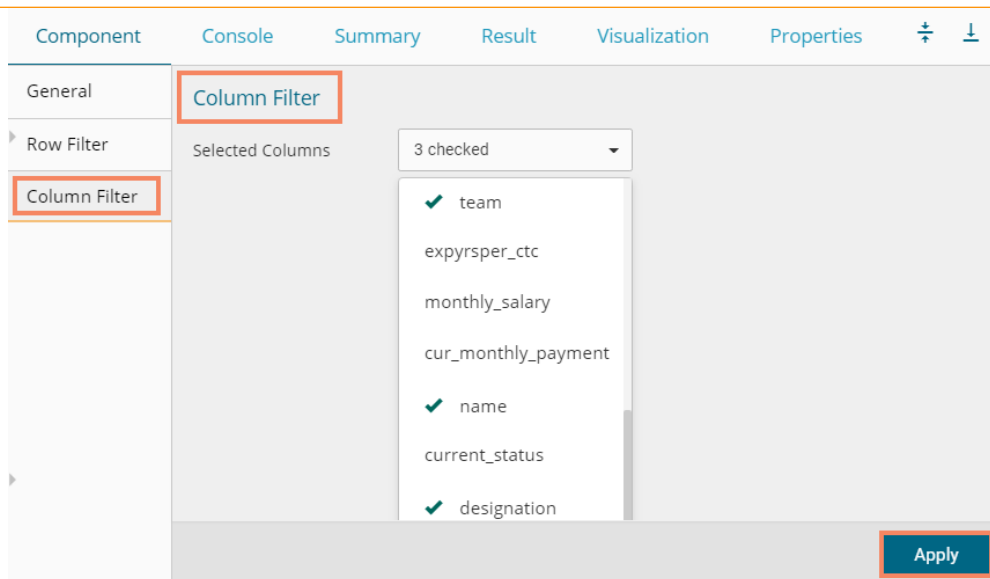 Component Console Summary Result Visualization Properties
General
Row Filter
Column Filter
Column Filter
Selected Columns 3 checked
team
expyrsper_ctc
monthly_salary
cur_monthly_payment
name
current_status
designation
Apply